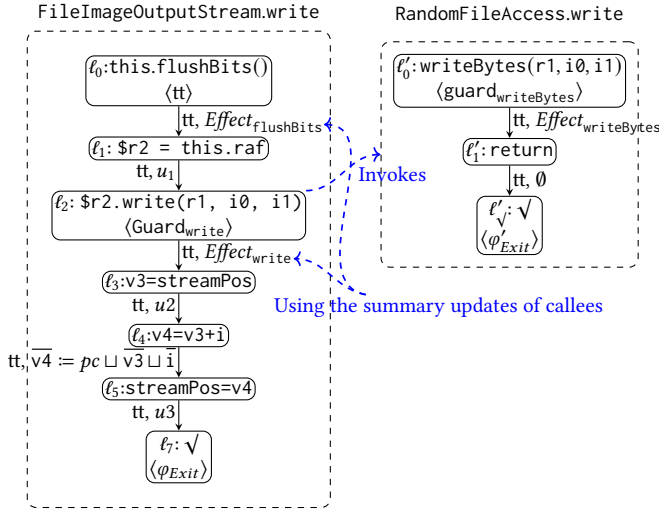 FileImageOutputStream.write
ℓ₀:this.flushBits()
⟨tt⟩
tt, Effect_flushBits
ℓ₁: $r2 = this.raf
tt, u₁
ℓ₂: $r2.write(r1, i0, i1)
⟨Guard_write⟩
tt, Effect_write
ℓ₃:v3=streamPos
tt, u2
ℓ₄:v4=v3+i
tt, v̅4̅ ≔ pc ⊔ v̅3̅ ⊔ i̅
ℓ₅:streamPos=v4
tt, u3
ℓ₇: √
⟨φ_Exit⟩
RandomFileAccess.write
ℓ′₀:writeBytes(r1,i0,i1)
⟨guard_writeBytes⟩
tt, Effect_writeBytes
ℓ′₁:return
tt, ∅
ℓ′_√: √
⟨φ′_Exit⟩
Invokes
Using the summary updates of callees